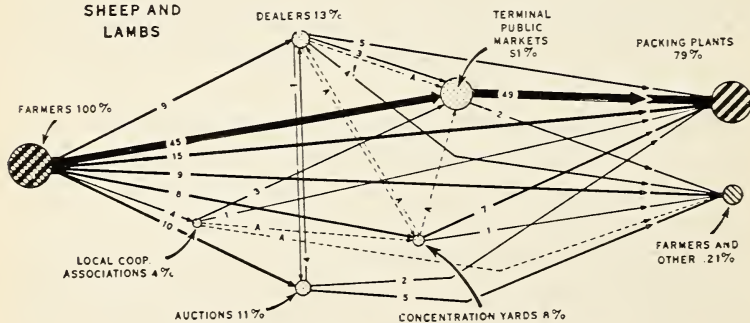 SHEEP AND
LAMBS
DEALERS 13%
TERMINAL
PUBLIC
MARKETS
51%
PACKING PLANTS
79%
FARMERS 100%
5
3
A
4
1
A
A
49
2
9
45
15
9
8
4
10
3
1
A
A
A
7
1
4
2
5
LOCAL COOP.
ASSOCIATIONS 4%
AUCTIONS 11%
CONCENTRATION YARDS 8%
FARMERS AND
OTHER .21%